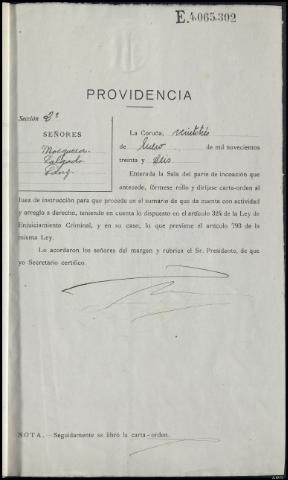 E.4.065.302
PROVIDENCIA
Sección 2ª
SEÑORES
Mosquera
Salgado
La Coruña, veintitrés
de Enero de mil novecientos
treinta y seis
Enterada la Sala del parte de incoación que
antecede, fórmese rollo y diríjase carta-orden al
Juez de instrucción para que proceda en el sumario de que da cuenta con actividad
y arreglo a derecho, teniendo en cuenta lo dispuesto en el artículo 324 de la Ley de
Enjuiciamiento Criminal, y en su caso, lo que previene el artículo 793 de la
misma Ley.
Lo acordaron los señores del margen y rubrica el Sr. Presidente, de que
yo Secretario certifico.
NOTA.—Seguidamente se libró la carta-orden.